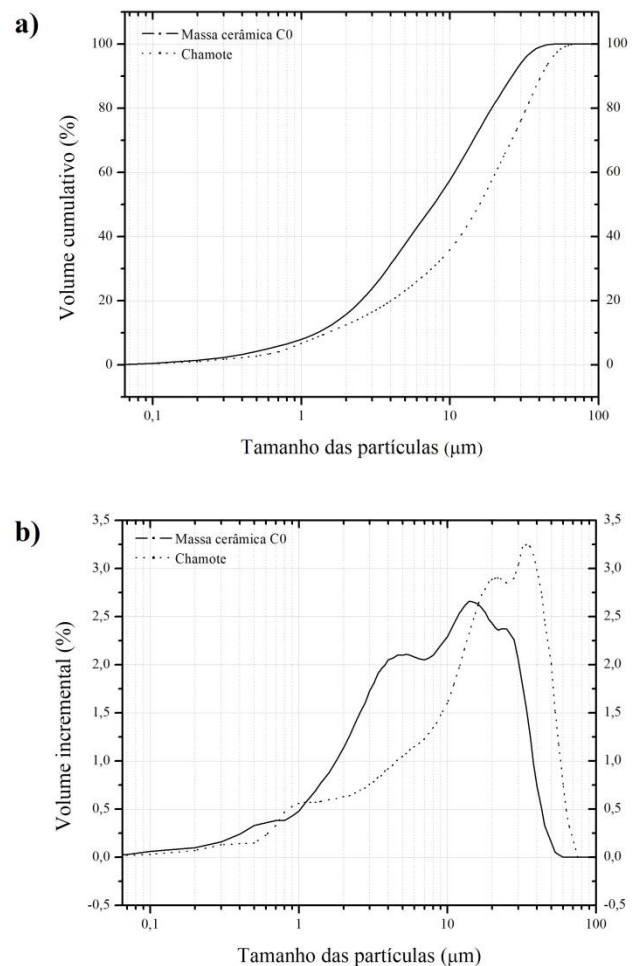 a)
Massa cerâmica C0
Chamote
Volume cumulativo (%)
100 100
80 80
60 60
40 40
20 20
0 0
0,1 1 10 100
Tamanho das partículas (μm)
b)
3,5 3,5
Massa cerâmica C0
Chamote
Volume incremental (%)
3,0 3,0
2,5 2,5
2,0 2,0
1,5 1,5
1,0 1,0
0,5 0,5
0,0 0,0
-0,5 -0,5
0,1 1 10 100
Tamanho das partículas (μm)